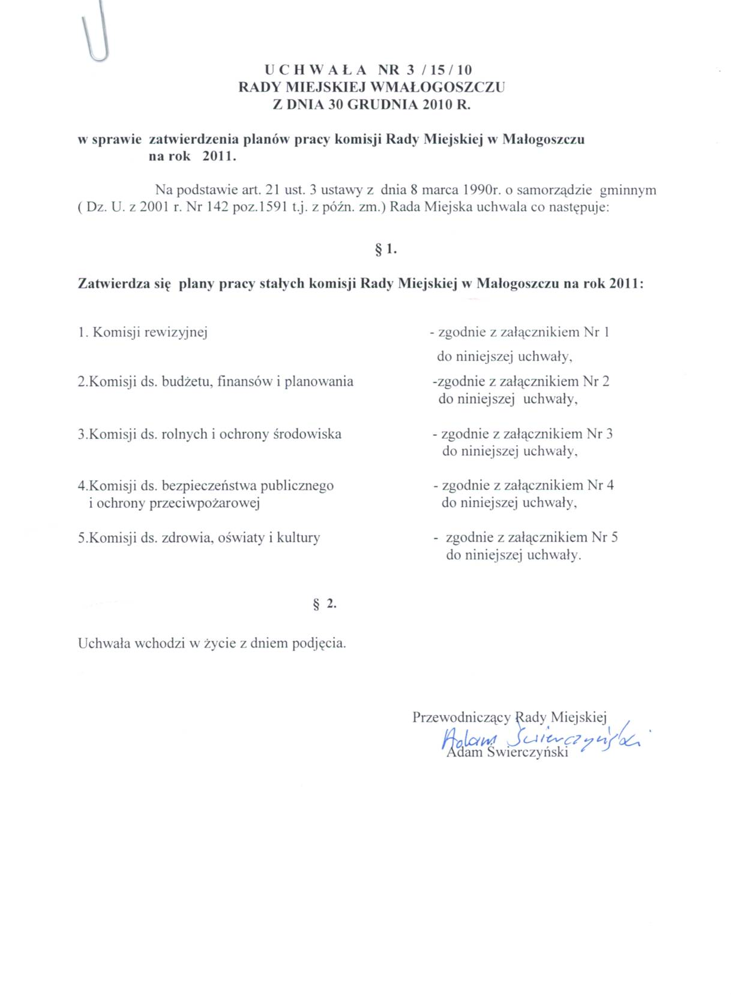 U C H W A Ł A NR 3 / 15 / 10
RADY MIEJSKIEJ WMAŁOGOSZCZU
Z DNIA 30 GRUDNIA 2010 R.
w sprawie zatwierdzenia planów pracy komisji Rady Miejskiej w Małogoszczu
na rok 2011.
Na podstawie art. 21 ust. 3 ustawy z dnia 8 marca 1990r. o samorządzie gminnym
( Dz. U. z 2001 r. Nr 142 poz.1591 t.j. z późn. zm.) Rada Miejska uchwala co następuje:
§ 1.
Zatwierdza się plany pracy stałych komisji Rady Miejskiej w Małogoszczu na rok 2011:
1. Komisji rewizyjnej - zgodnie z załącznikiem Nr 1
do niniejszej uchwały,
2.Komisji ds. budżetu, finansów i planowania -zgodnie z załącznikiem Nr 2
do niniejszej uchwały,
3.Komisji ds. rolnych i ochrony środowiska - zgodnie z załącznikiem Nr 3
do niniejszej uchwały,
4.Komisji ds. bezpieczeństwa publicznego - zgodnie z załącznikiem Nr 4
i ochrony przeciwpożarowej do niniejszej uchwały,
5.Komisji ds. zdrowia, oświaty i kultury - zgodnie z załącznikiem Nr 5
do niniejszej uchwały.
§ 2.
Uchwała wchodzi w życie z dniem podjęcia.
Przewodniczący Rady Miejskiej
Adam Świerczyński
Adam Świerczyński